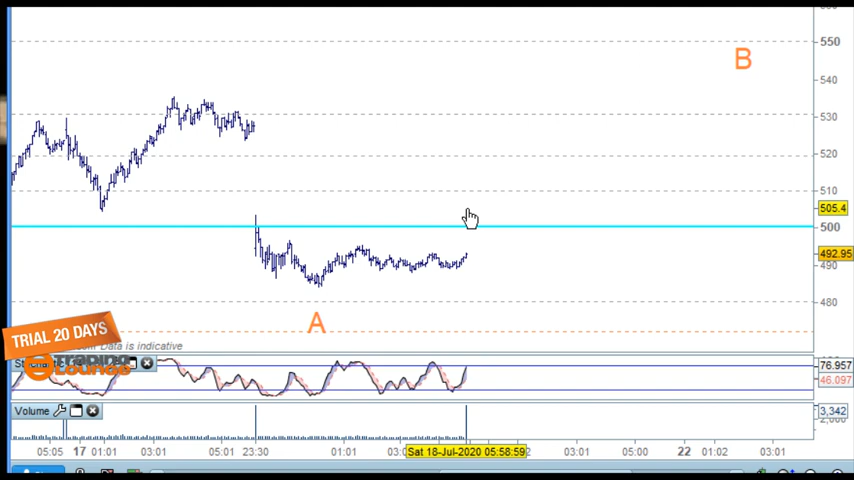 550
B
540
530
520
510
505.4
500
492.95
490
480
A
TRIAL 20 DAYS
Data is indicative
Trading
Lounge
76.957
46.097
Volume
3,342
05:05 17 01:01 03:01 05:01 23:30 01:01 Sat 18-Jul-2020 05:58:59 03:01 05:00 22 01:02 03:01